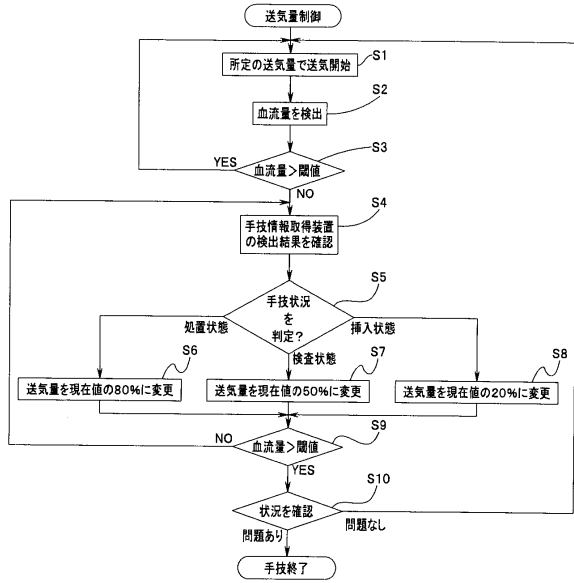 送気量制御
S1
所定の送気量で送気開始
S2
血流量を検出
S3
YES
血流量＞閾値
NO
S4
手技情報取得装置
の検出結果を確認
S5
手技状況
を
判定?
処置状態
挿入状態
検査状態
S6
S7
S8
送気量を現在値の80%に変更
送気量を現在値の50%に変更
送気量を現在値の20%に変更
S9
NO
血流量＞閾値
YES
S10
状況を確認
問題あり
問題なし
手技終了